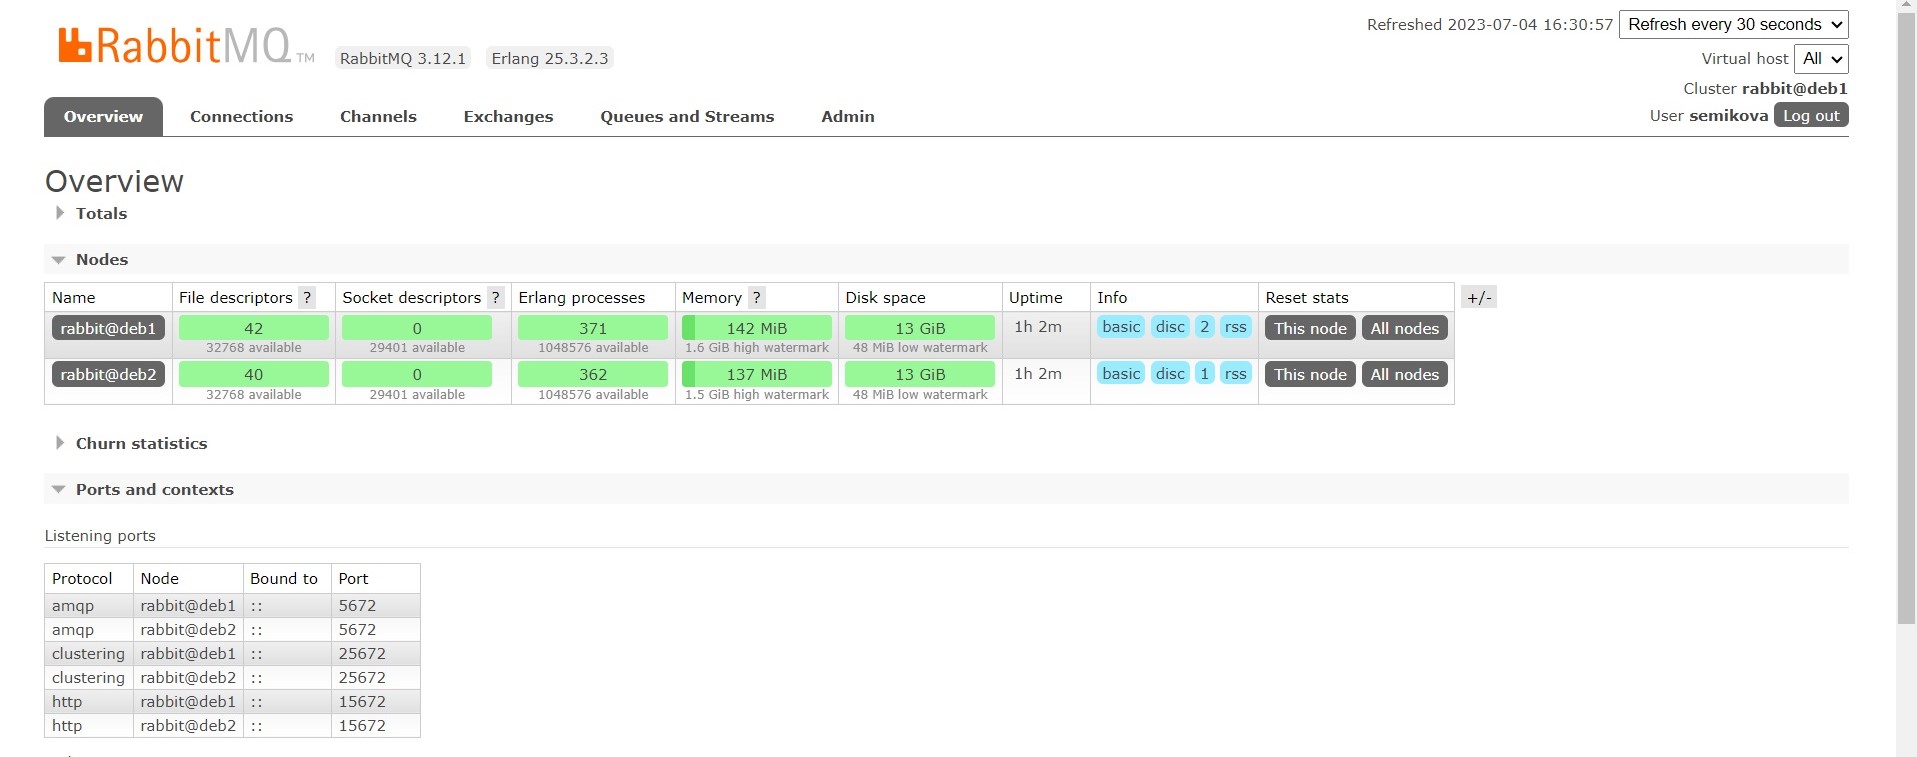 Refreshed 2023-07-04 16:30:57 Refresh every 30 seconds
RabbitMQ TM RabbitMQ 3.12.1 Erlang 25.3.2.3
Virtual host All
Cluster rabbit@deb1
User semikova Log out
Overview Connections Channels Exchanges Queues and Streams Admin
Overview
Totals
Nodes
Name File descriptors ? Socket descriptors ? Erlang processes Memory ? Disk space Uptime Info Reset stats +/-
rabbit@deb1 42 0 371 142 MiB 13 GiB 1h 2m basic disc 2 rss This node All nodes
32768 available 29401 available 1048576 available 1.6 GiB high watermark 48 MiB low watermark
rabbit@deb2 40 0 362 137 MiB 13 GiB 1h 2m basic disc 1 rss This node All nodes
32768 available 29401 available 1048576 available 1.5 GiB high watermark 48 MiB low watermark
Churn statistics
Ports and contexts
Listening ports
Protocol Node Bound to Port
amqp rabbit@deb1 :: 5672
amqp rabbit@deb2 :: 5672
clustering rabbit@deb1 :: 25672
clustering rabbit@deb2 :: 25672
http rabbit@deb1 :: 15672
http rabbit@deb2 :: 15672